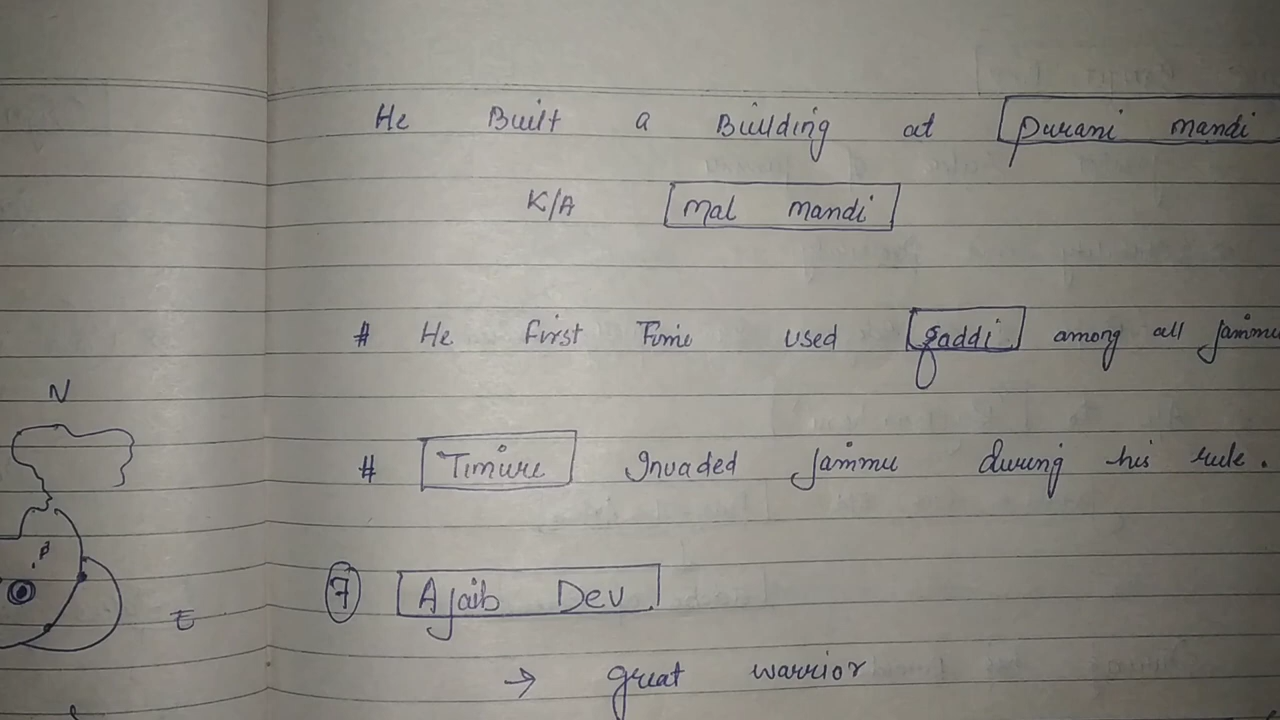 He Built a Building at Purani mandi
K/A mal mandi
# He First Time used gaddi among all Jammu
# Timure Invaded Jammu during his rule.
N
B
E
7 Ajaib Dev
→ great warrior